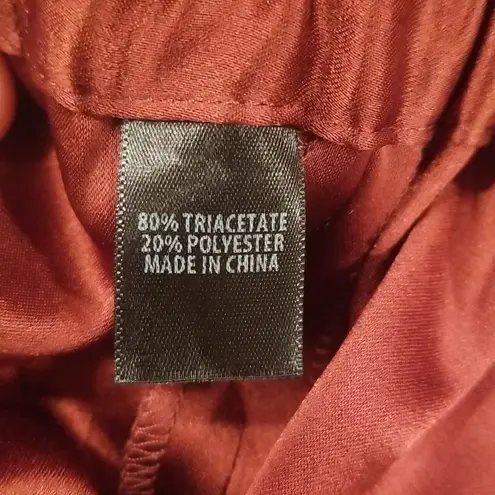 80% TRIACETATE
20% POLYESTER
MADE IN CHINA